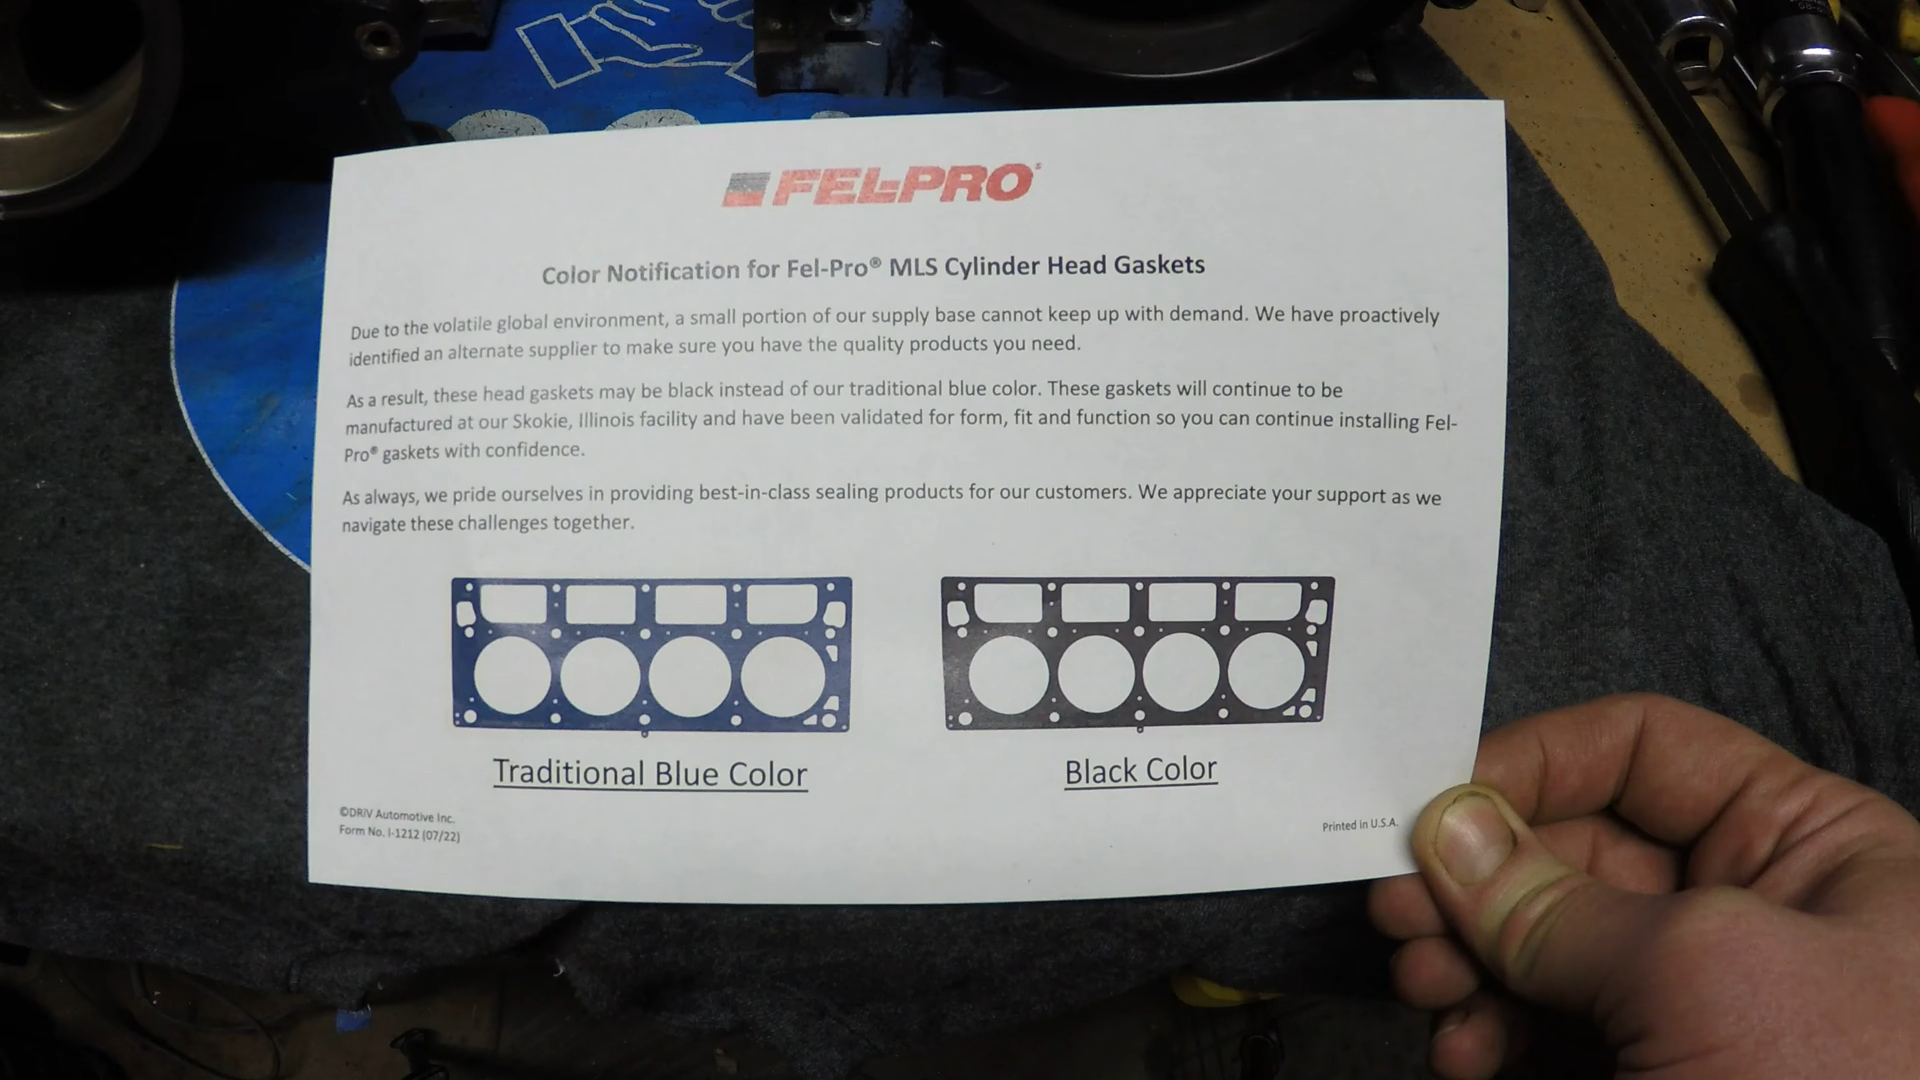 FEL-PRO
Color Notification for Fel-Pro® MLS Cylinder Head Gaskets
Due to the volatile global environment, a small portion of our supply base cannot keep up with demand. We have proactively
identified an alternate supplier to make sure you have the quality products you need.
As a result, these head gaskets may be black instead of our traditional blue color. These gaskets will continue to be
manufactured at our Skokie, Illinois facility and have been validated for form, fit and function so you can continue installing Fel-
Pro® gaskets with confidence.
As always, we pride ourselves in providing best-in-class sealing products for our customers. We appreciate your support as we
navigate these challenges together.
Traditional Blue Color
Black Color
©DRiV Automotive Inc.
Form No. I-1212 (07/22)
Printed in U.S.A.